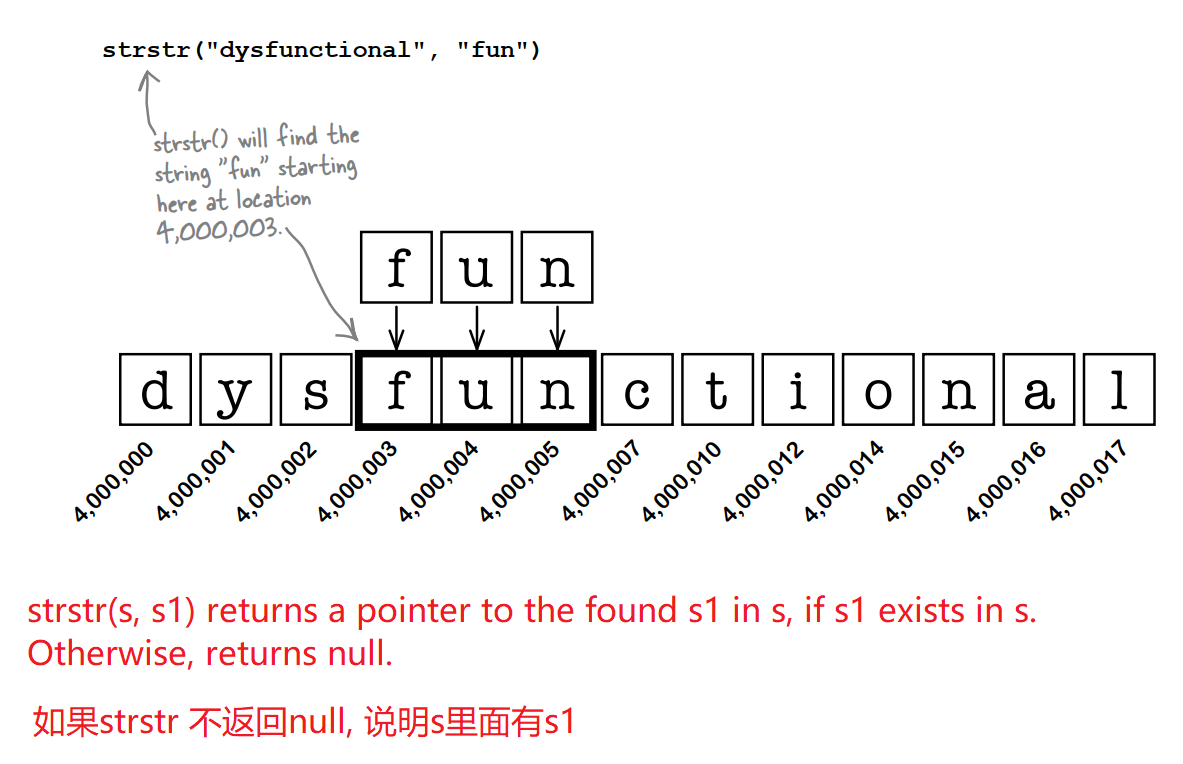 strstr("dysfunctional", "fun")
strstr() will find the
string "fun" starting
here at location
4,000,003.
f u n
d y s f u n c t i o n a l
4,000,000 4,000,001 4,000,002 4,000,003 4,000,004 4,000,005 4,000,007 4,000,010 4,000,012 4,000,014 4,000,015 4,000,016 4,000,017
strstr(s, s1) returns a pointer to the found s1 in s, if s1 exists in s.
Otherwise, returns null.
如果strstr 不返回null, 说明s里面有s1